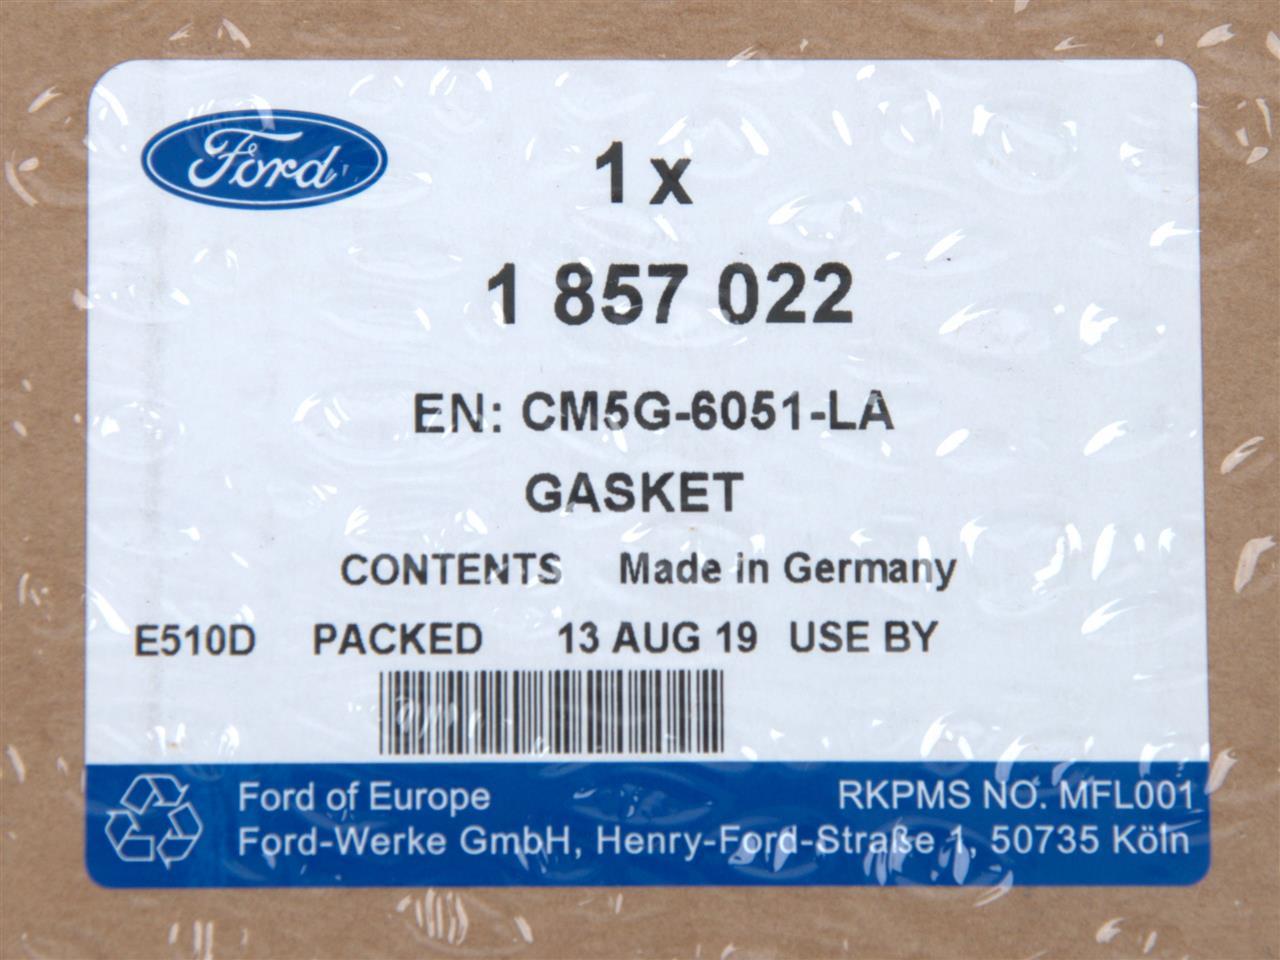 Ford
1 x
1 857 022
EN: CM5G-6051-LA
GASKET
CONTENTS Made in Germany
E510D PACKED 13 AUG 19 USE BY
Ford of Europe RKPMS NO. MFL001
Ford-Werke GmbH, Henry-Ford-Straße 1, 50735 Köln